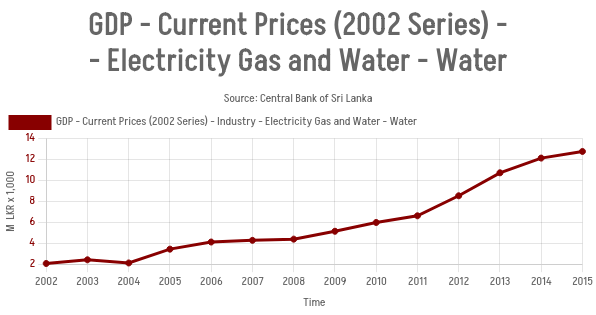 GDP - Current Prices (2002 Series) -
- Electricity Gas and Water - Water
Source: Central Bank of Sri Lanka
GDP - Current Prices (2002 Series) - Industry - Electricity Gas and Water - Water
M LKR x 1,000
14
12
10
8
6
4
2
2002 2003 2004 2005 2006 2007 2008 2009 2010 2011 2012 2013 2014 2015
Time